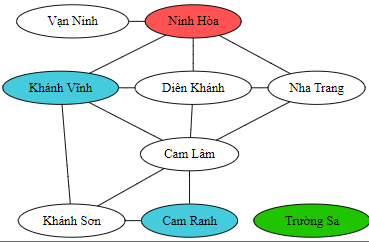 Vạn Ninh
Ninh Hòa
Khánh Vĩnh
Diên Khánh
Nha Trang
Cam Lâm
Khánh Sơn
Cam Ranh
Trường Sa